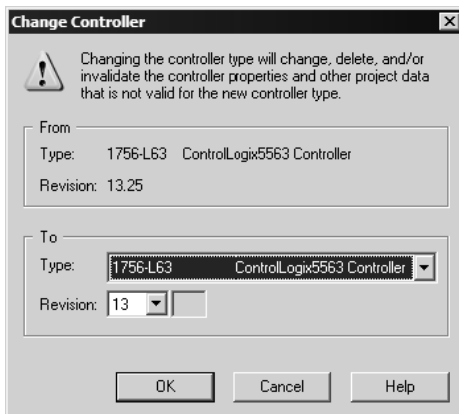 Change Controller
Changing the controller type will change, delete, and/or
invalidate the controller properties and other project data
that is not valid for the new controller type.
From
Type: 1756-L63 ControlLogix5563 Controller
Revision: 13.25
To
Type: 1756-L63 ControlLogix5563 Controller
Revision: 13
OK Cancel Help